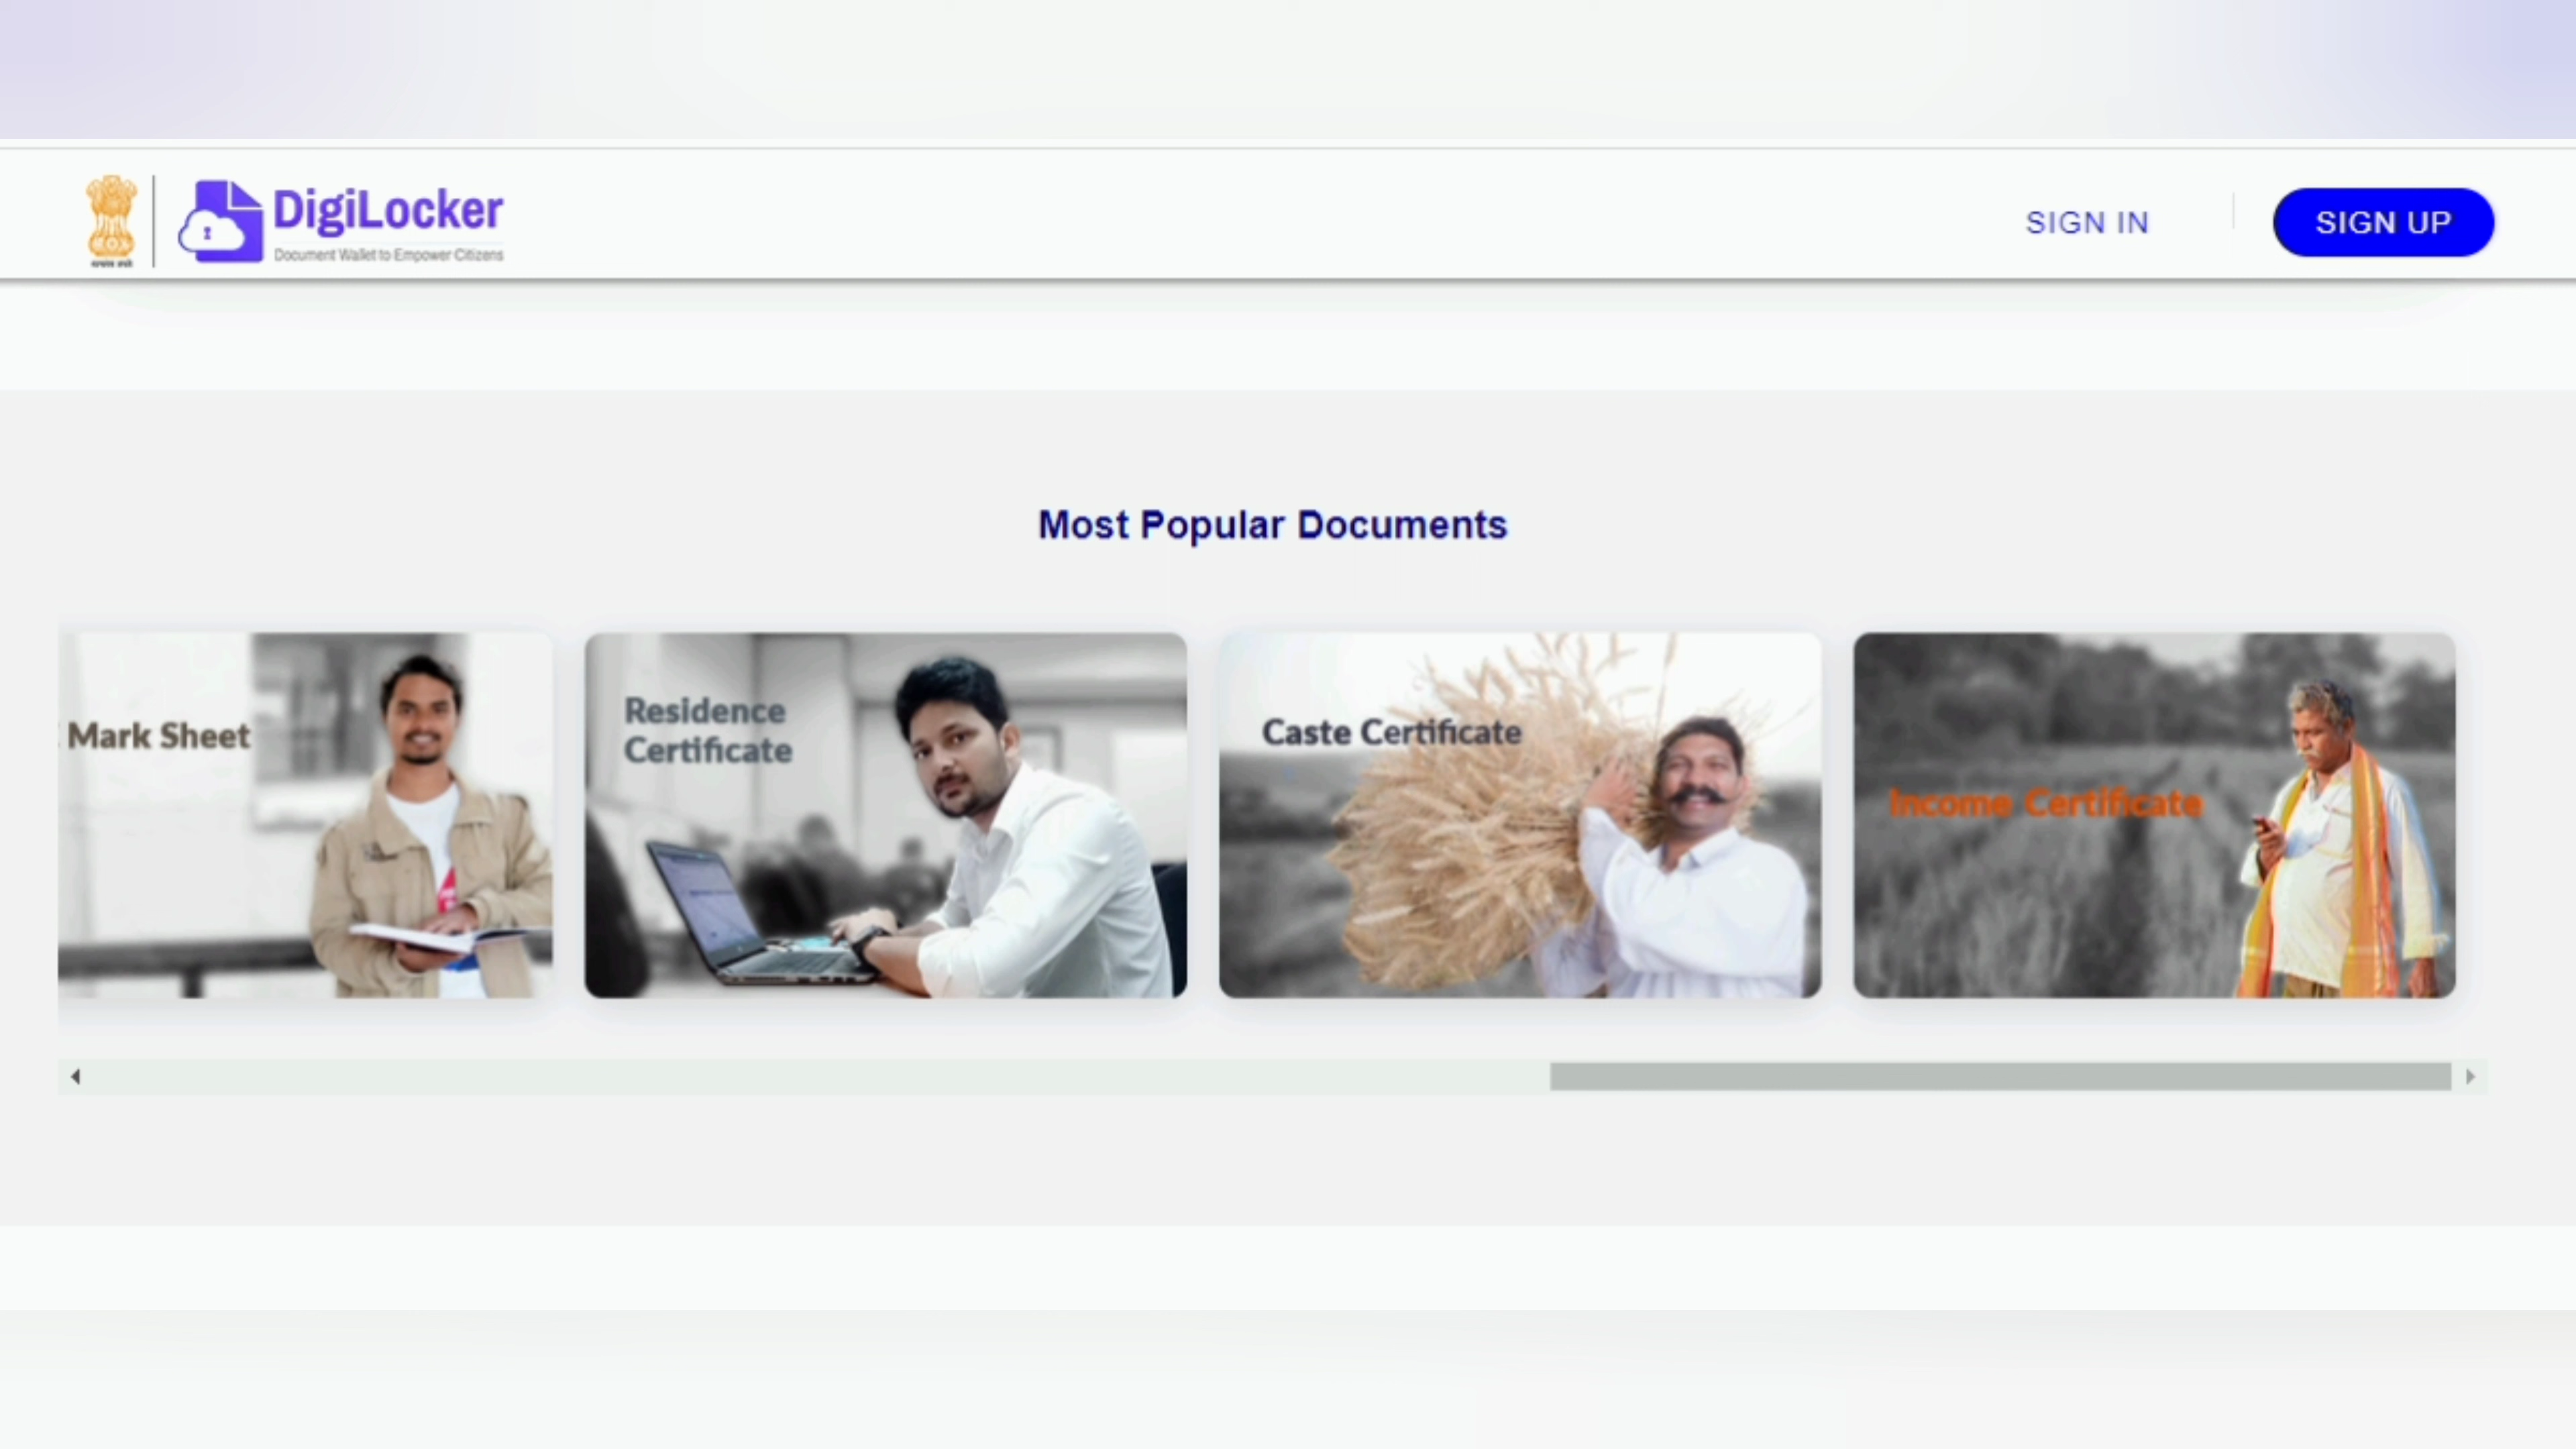 DigiLocker
Document Wallet to Empower Citizens
SIGN IN
SIGN UP
Most Popular Documents
Mark Sheet
Residence
Certificate
Caste Certificate
Income Certificate